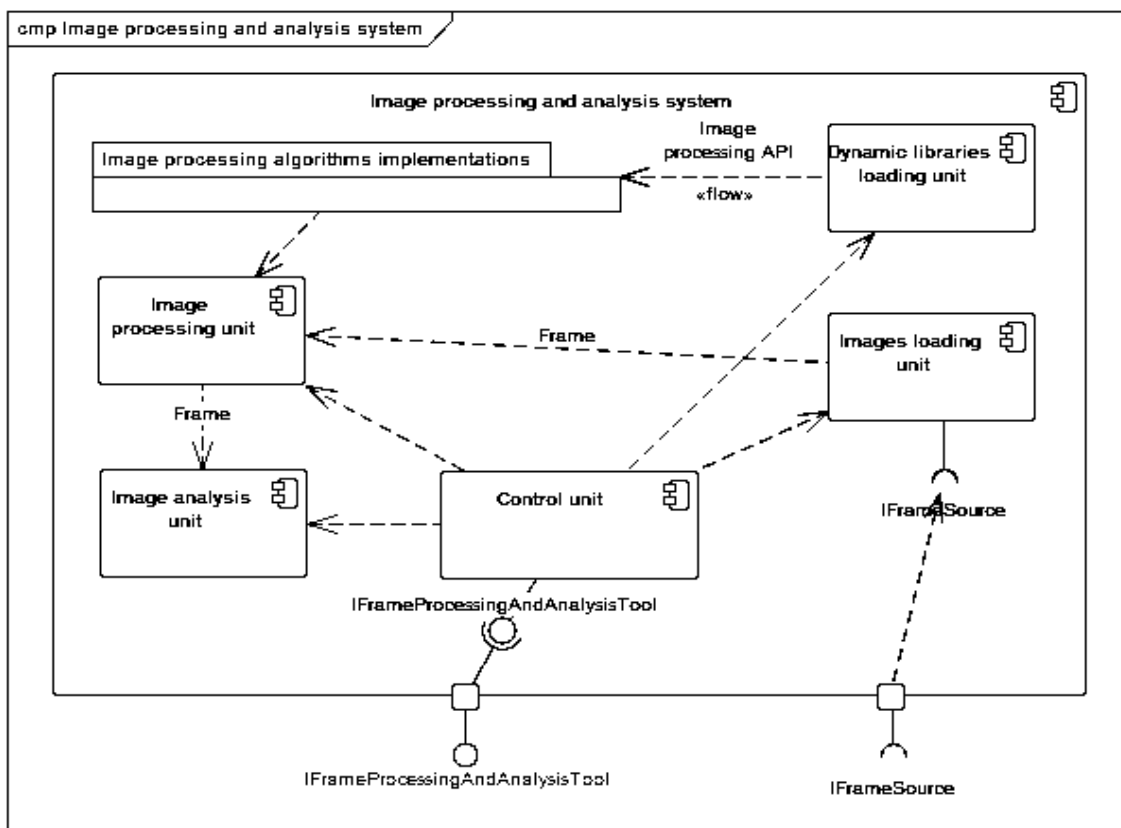 cmp Image processing and analysis system
Image processing and analysis system
Image processing algorithms implementations
Image
processing API
«flow»
Dynamic libraries
loading unit
Image
processing unit
Frame
Images loading
unit
Frame
Image analysis
unit
Control unit
IFrameSource
IFrameProcessingAndAnalysisTool
IFrameProcessingAndAnalysisTool
IFrameSource